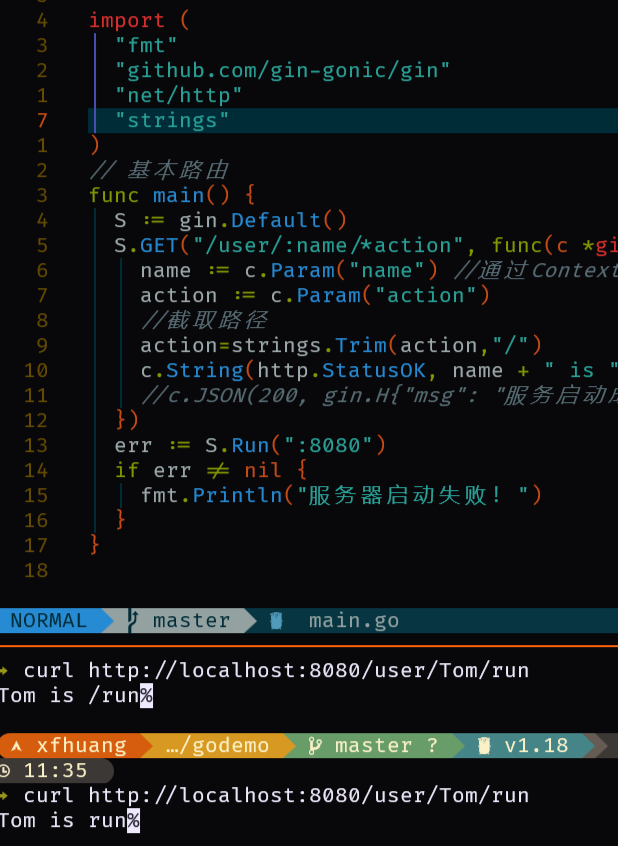 4 import (
3 "fmt"
2 "github.com/gin-gonic/gin"
1 "net/http"
7 "strings"
1 )
2 // 基本路由
3 func main() {
4 S := gin.Default()
5 S.GET("/user/:name/*action", func(c *gi
6 name := c.Param("name") //通过Context
7 action := c.Param("action")
8 //截取路径
9 action=strings.Trim(action,"/")
10 c.String(http.StatusOK, name + " is "
11 //c.JSON(200, gin.H{"msg": "服务启动成
12 })
13 err := S.Run(":8080")
14 if err != nil {
15 fmt.Println("服务器启动失败！")
16 }
17 }
18
NORMAL master main.go
curl http://localhost:8080/user/Tom/run
Tom is /run%
xfhuang …/godemo master ? v1.18
11:35
curl http://localhost:8080/user/Tom/run
Tom is run%